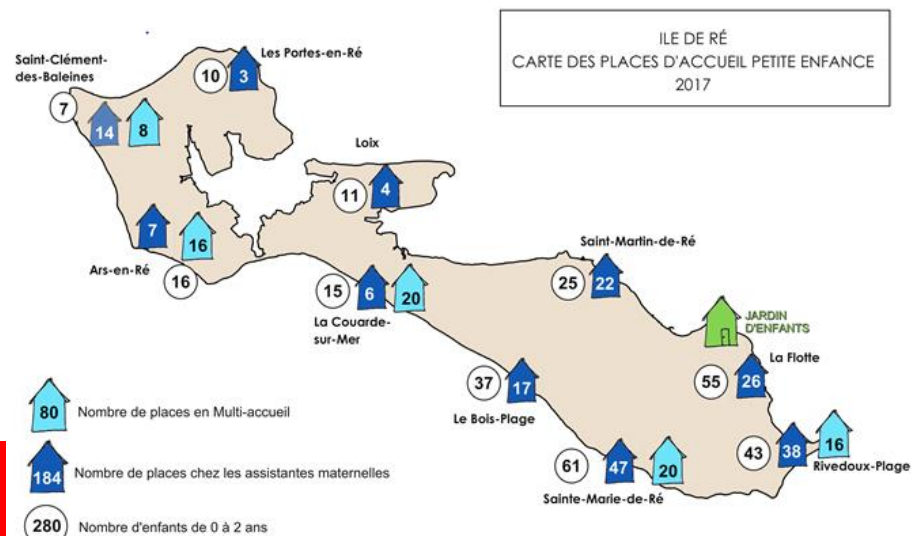 ILE DE RÉ
CARTE DES PLACES D'ACCUEIL PETITE ENFANCE
2017
Les Portes-en-Ré
10
3
Saint-Clément-
des-Baleines
7
14
8
Loix
11
4
7
16
Ars-en-Ré
16
Saint-Martin-de-Ré
25
22
15
6
20
La Couarde-
sur-Mer
JARDIN
D'ENFANTS
La Flotte
55
26
37
17
Le Bois-Plage
43
38
16
Rivedoux-Plage
61
47
20
Sainte-Marie-de-Ré
80
Nombre de places en Multi-accueil
184
Nombre de places chez les assistantes maternelles
280
Nombre d'enfants de 0 à 2 ans